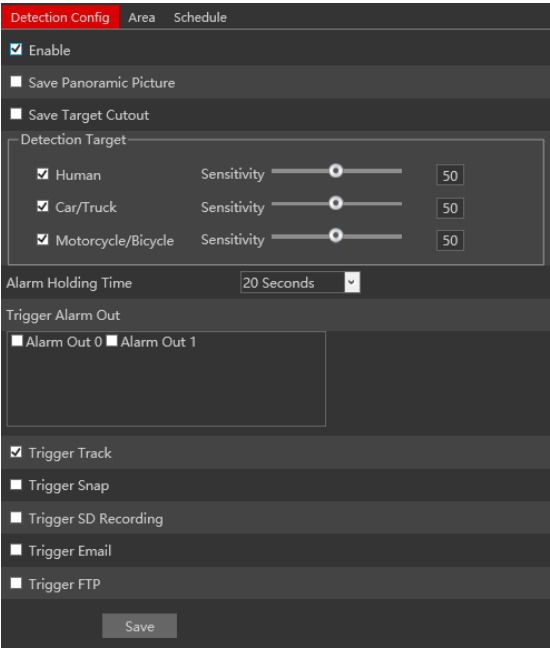 Detection Config Area Schedule
Enable
Save Panoramic Picture
Save Target Cutout
Detection Target
Human Sensitivity 50
Car/Truck Sensitivity 50
Motorcycle/Bicycle Sensitivity 50
Alarm Holding Time 20 Seconds
Trigger Alarm Out
Alarm Out 0 Alarm Out 1
Trigger Track
Trigger Snap
Trigger SD Recording
Trigger Email
Trigger FTP
Save